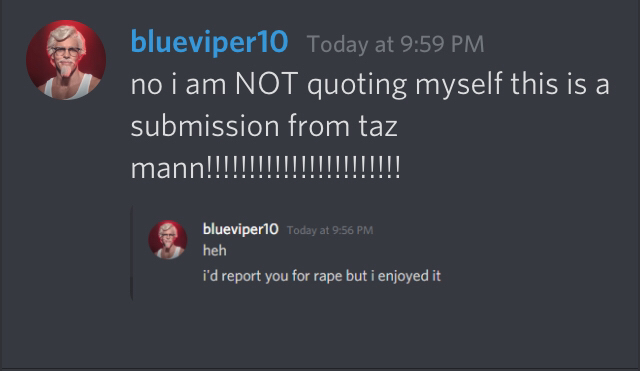 blueviper10 Today at 9:59 PM
no i am NOT quoting myself this is a
submission from taz
mann!!!!!!!!!!!!!!!!!!!!!!!
blueviper10 Today at 9:56 PM
heh
i'd report you for rape but i enjoyed it